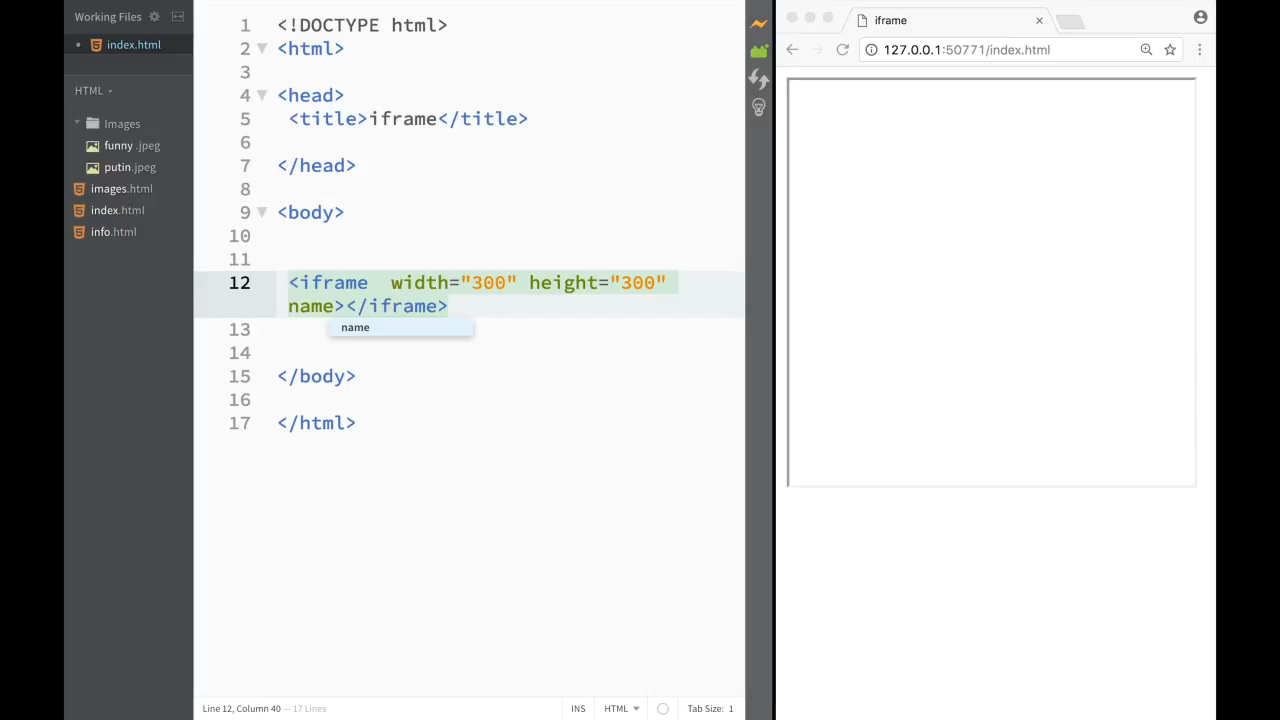 Working Files
index.html
HTML
Images
funny.jpeg
putin.jpeg
images.html
index.html
info.html
1 <!DOCTYPE html>
2 <html>
3
4 <head>
5 <title>iframe</title>
6
7 </head>
8
9 <body>
10
11
12 <iframe  width="300" height="300"
name></iframe>
name
13
14
15 </body>
16
17 </html>
Line 12, Column 40 — 17 Lines
INS
HTML
Tab Size: 1
iframe
127.0.0.1:50771/index.html